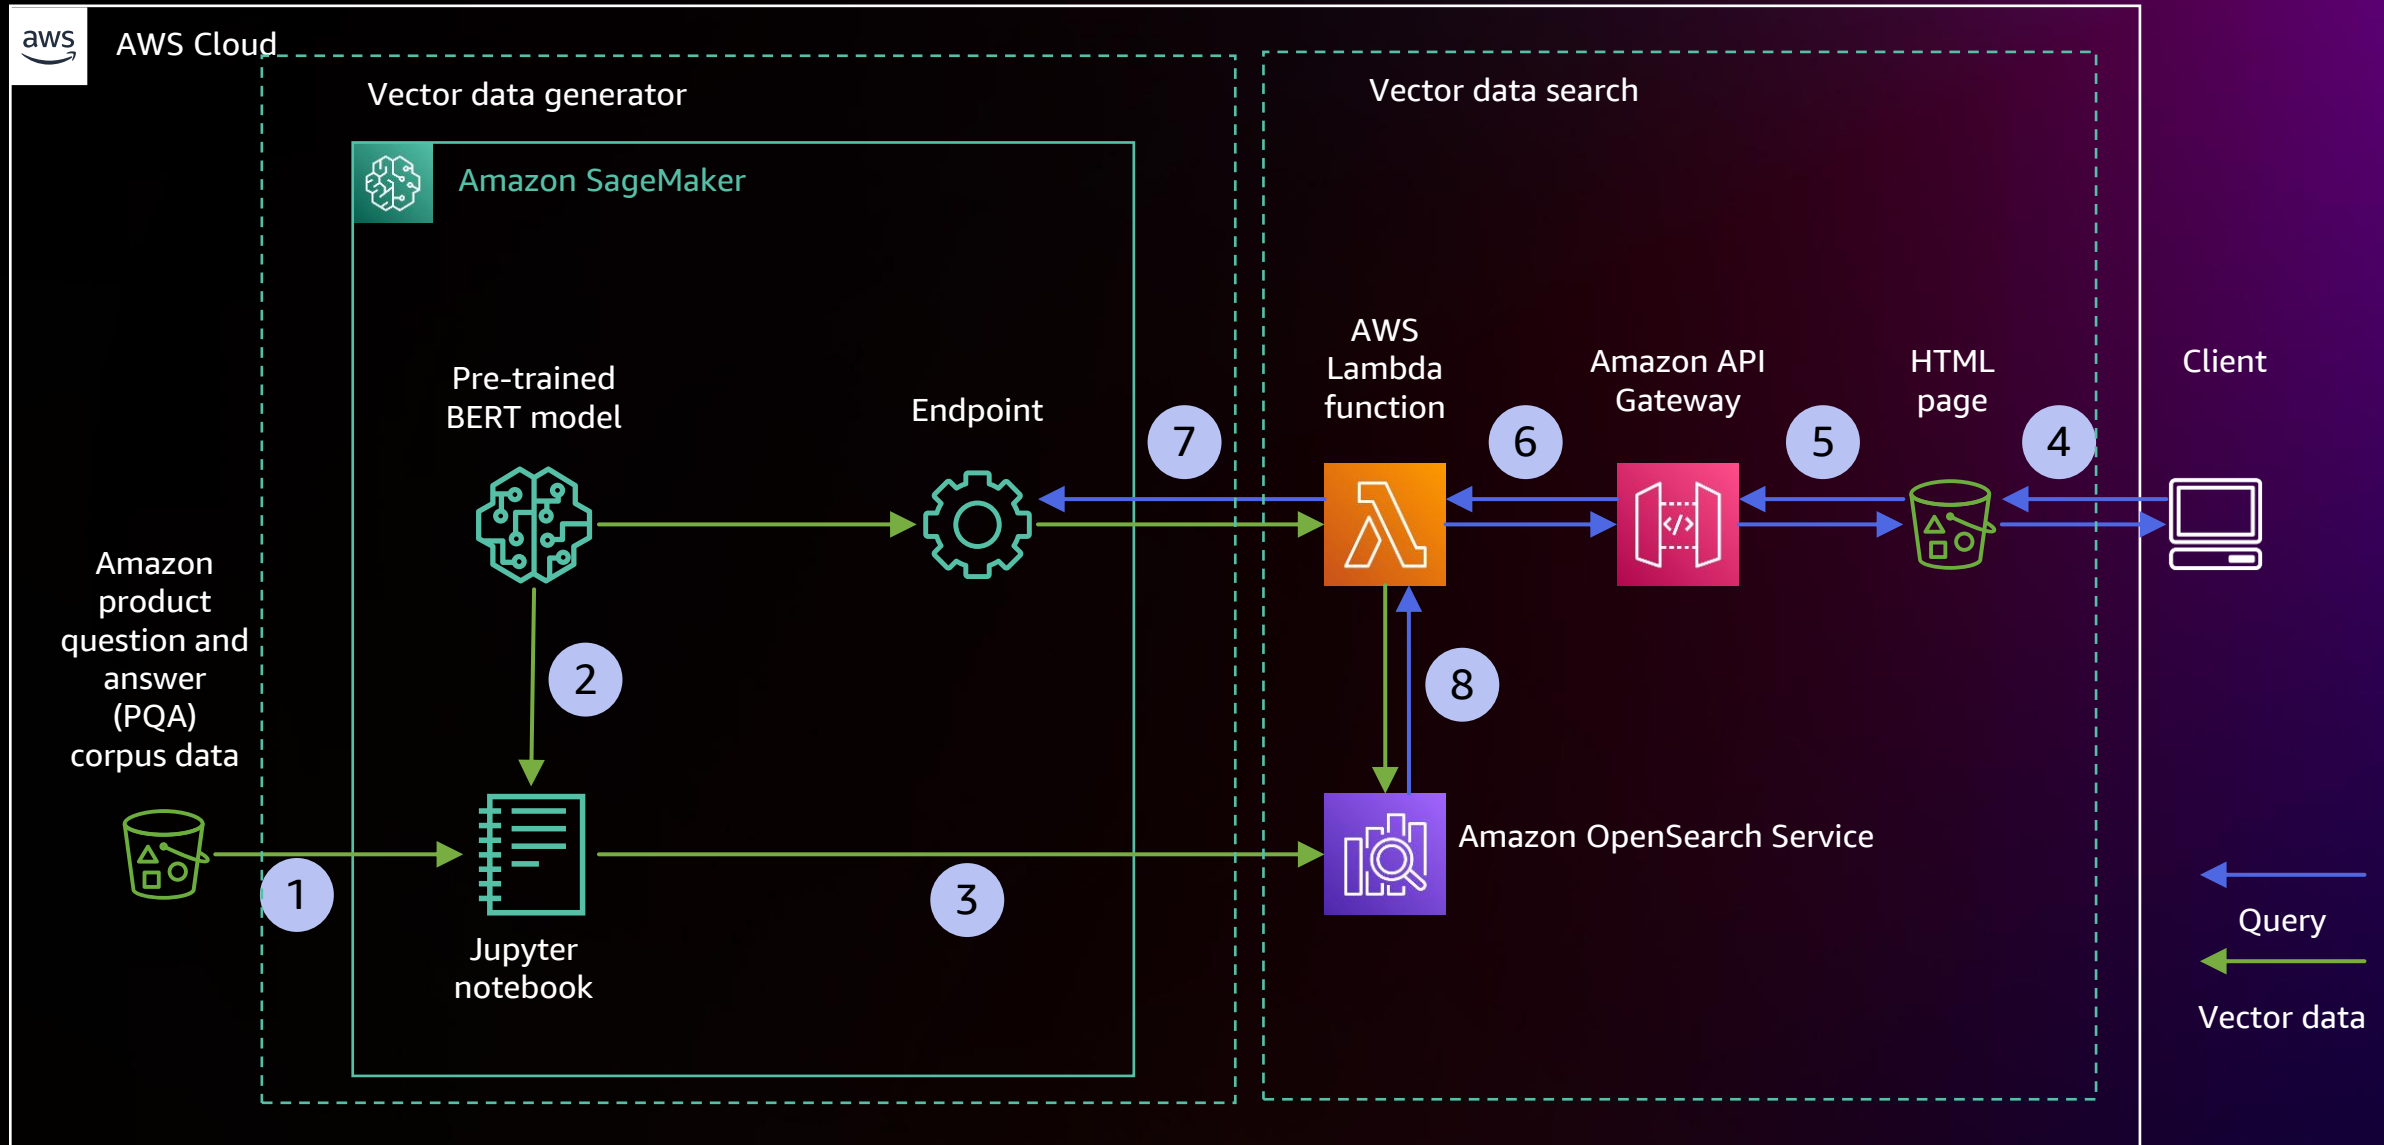 aws
AWS Cloud
Vector data generator
Vector data search
Amazon SageMaker
Pre-trained
BERT model
Endpoint
7
AWS
Lambda
function
6
Amazon API
Gateway
5
HTML
page
4
Client
</>
Amazon
product
question and
answer
(PQA)
corpus data
2
8
1
3
Jupyter
notebook
Amazon OpenSearch Service
Query
Vector data